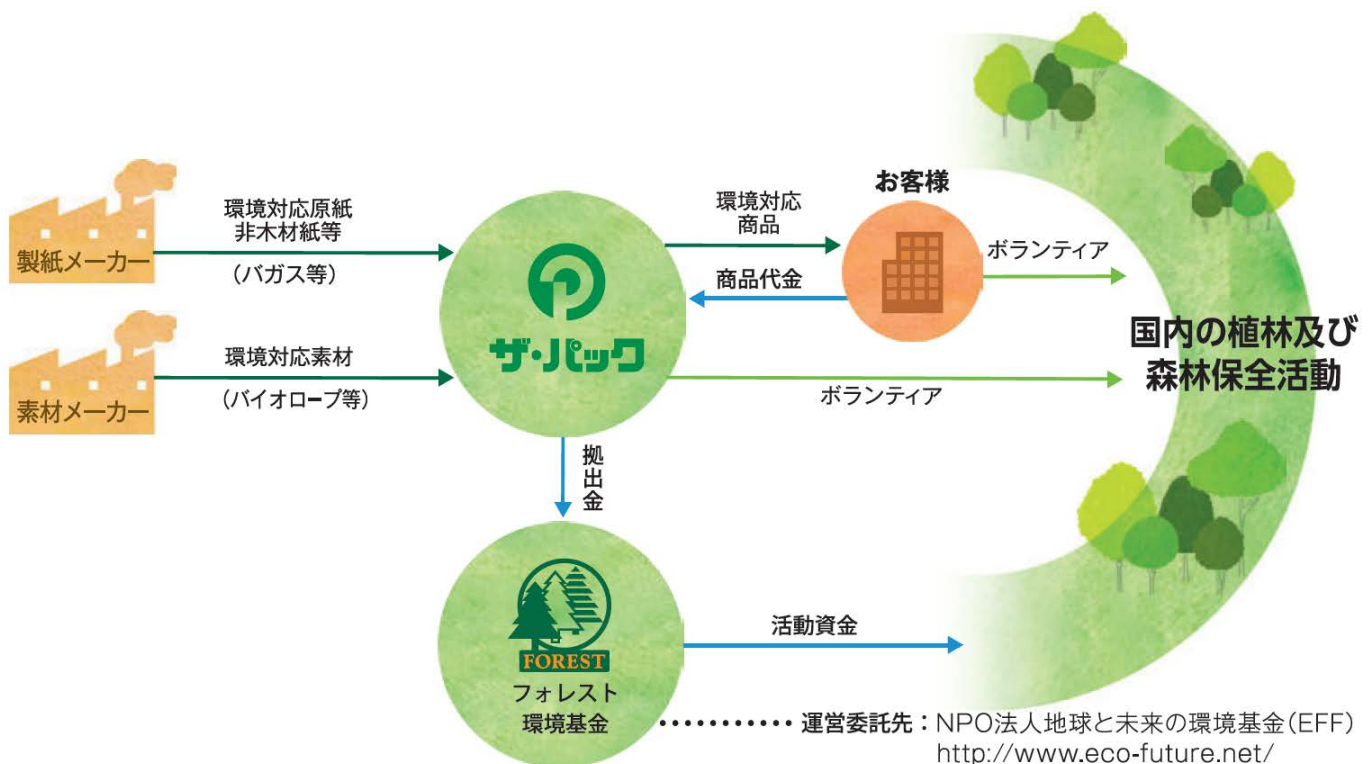 製紙メーカー
環境対応原紙
非木材紙等
(バガス等)
素材メーカー
環境対応素材
(バイオロープ等)
ザ・パック
環境対応
商品
商品代金
お客様
ボランティア
ボランティア
国内の植林及び
森林保全活動
拠出金
FOREST
フォレスト
環境基金
活動資金
運営委託先:NPO法人地球と未来の環境基金(EFF)
http://www.eco-future.net/